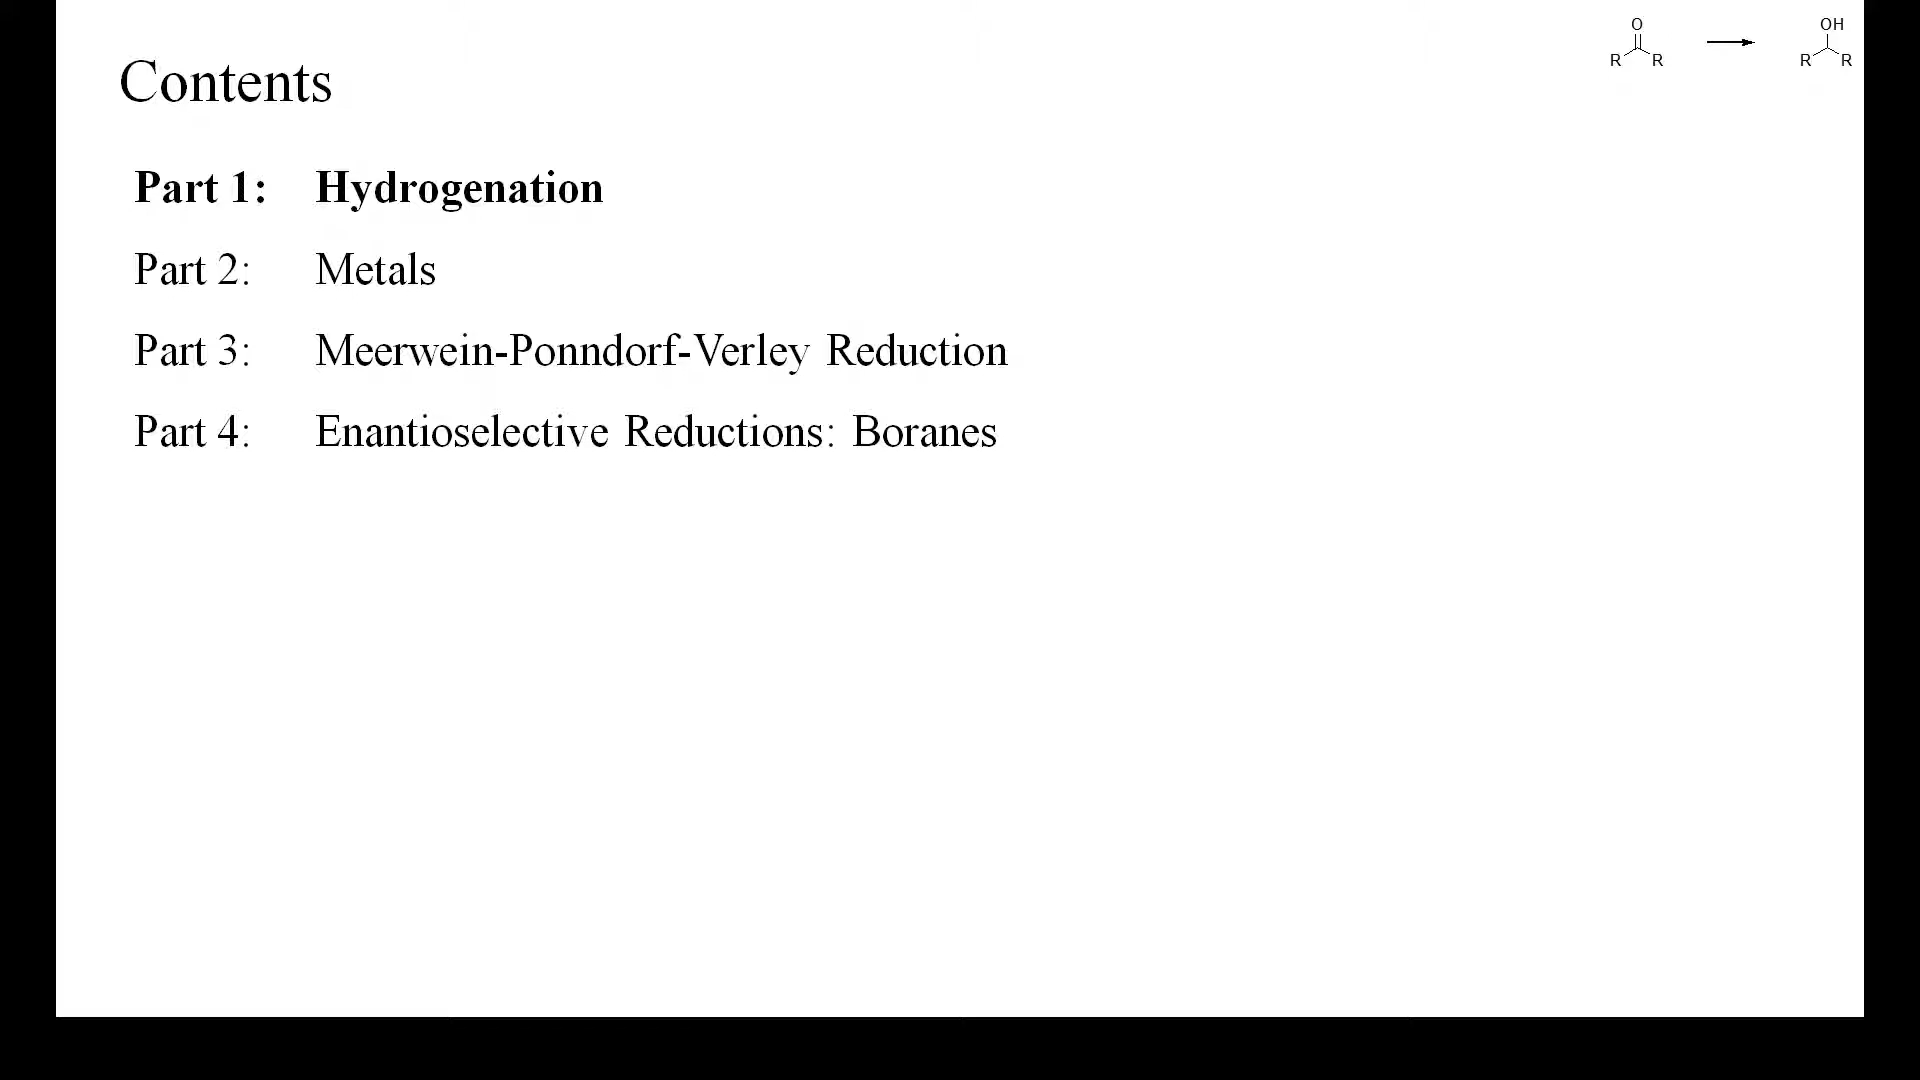 O OH
R R R R
Contents
Part 1: Hydrogenation
Part 2: Metals
Part 3: Meerwein-Ponndorf-Verley Reduction
Part 4: Enantioselective Reductions: Boranes